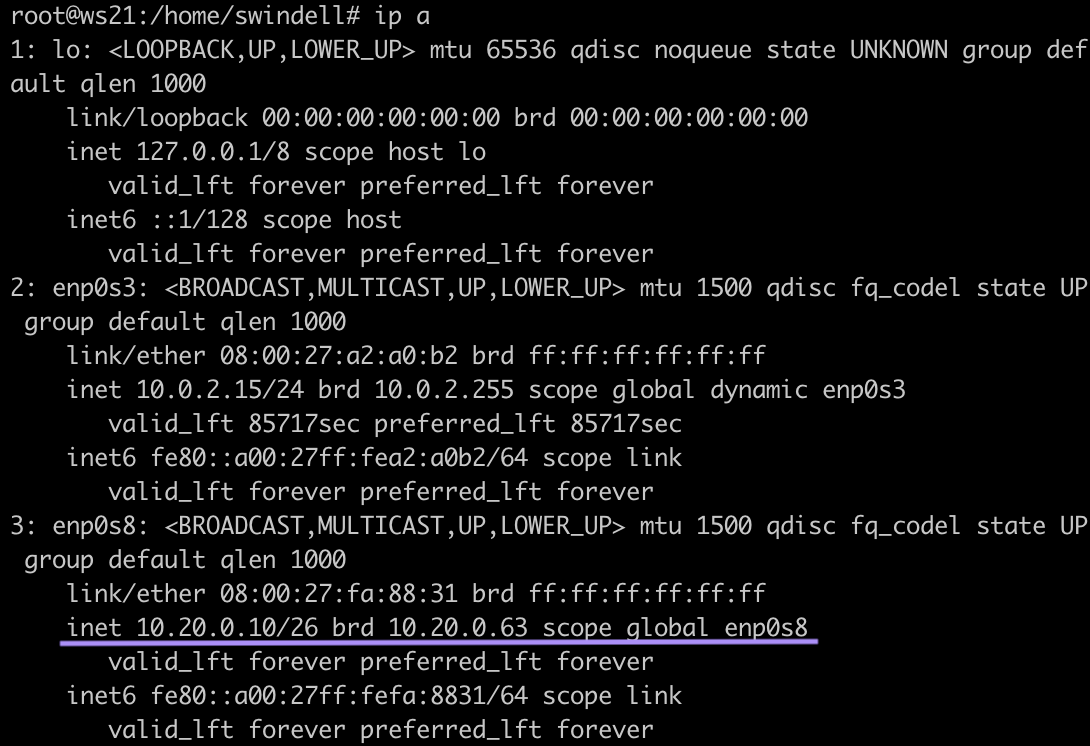 root@ws21:/home/swindell# ip a
1: lo: <LOOPBACK,UP,LOWER_UP> mtu 65536 qdisc noqueue state UNKNOWN group def
ault qlen 1000
    link/loopback 00:00:00:00:00:00 brd 00:00:00:00:00:00
    inet 127.0.0.1/8 scope host lo
       valid_lft forever preferred_lft forever
    inet6 ::1/128 scope host
       valid_lft forever preferred_lft forever
2: enp0s3: <BROADCAST,MULTICAST,UP,LOWER_UP> mtu 1500 qdisc fq_codel state UP
 group default qlen 1000
    link/ether 08:00:27:a2:a0:b2 brd ff:ff:ff:ff:ff:ff
    inet 10.0.2.15/24 brd 10.0.2.255 scope global dynamic enp0s3
       valid_lft 85717sec preferred_lft 85717sec
    inet6 fe80::a00:27ff:fea2:a0b2/64 scope link
       valid_lft forever preferred_lft forever
3: enp0s8: <BROADCAST,MULTICAST,UP,LOWER_UP> mtu 1500 qdisc fq_codel state UP
 group default qlen 1000
    link/ether 08:00:27:fa:88:31 brd ff:ff:ff:ff:ff:ff
    inet 10.20.0.10/26 brd 10.20.0.63 scope global enp0s8
       valid_lft forever preferred_lft forever
    inet6 fe80::a00:27ff:fefa:8831/64 scope link
       valid_lft forever preferred_lft forever